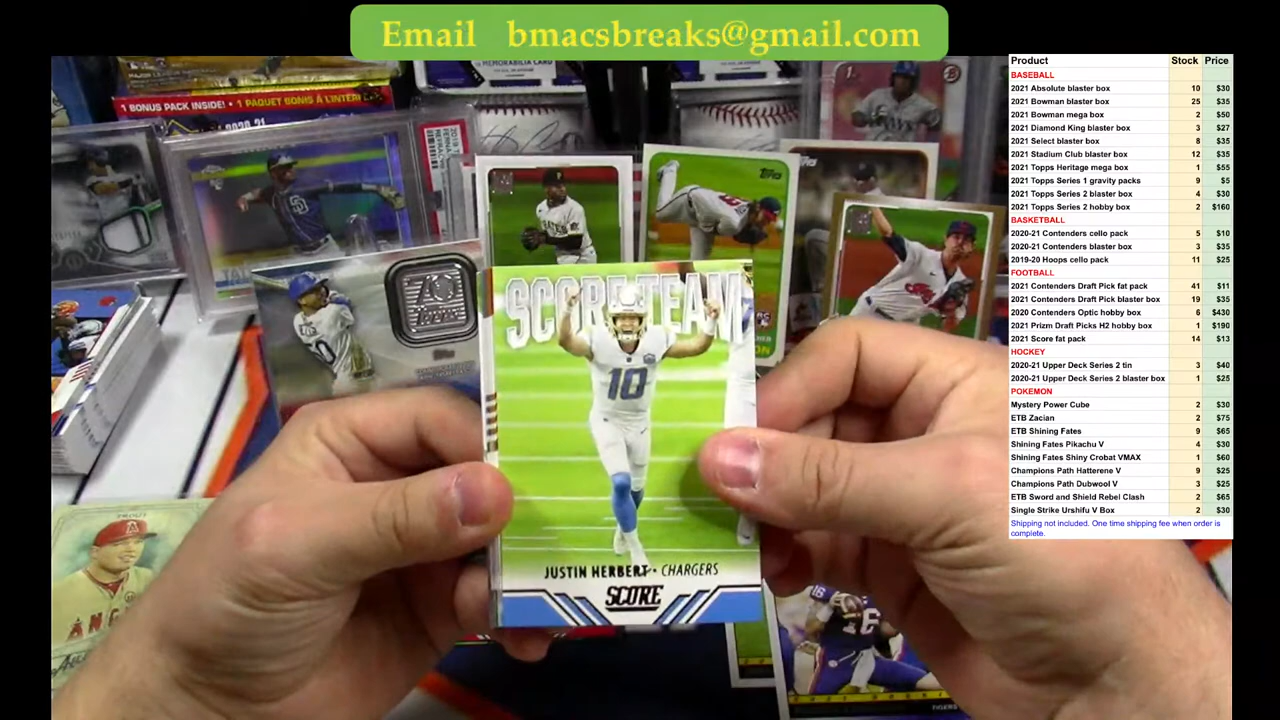 Email bmacsbreaks@gmail.com
Product Stock Price
BASEBALL
2021 Absolute blaster box 10 $30
2021 Bowman blaster box 25 $35
2021 Bowman mega box 2 $50
2021 Diamond King blaster box 3 $27
2021 Select blaster box 8 $35
2021 Stadium Club blaster box 12 $35
2021 Topps Heritage mega box 1 $55
2021 Topps Series 1 gravity packs 9 $5
2021 Topps Series 2 blaster box 4 $30
2021 Topps Series 2 hobby box 2 $160
BASKETBALL
2020-21 Contenders cello pack 5 $10
2020-21 Contenders blaster box 3 $35
2019-20 Hoops cello pack 11 $25
FOOTBALL
2021 Contenders Draft Pick fat pack 41 $11
2021 Contenders Draft Pick blaster box 19 $35
2020 Contenders Optic hobby box 6 $430
2021 Prizm Draft Picks H2 hobby box 1 $190
2021 Score fat pack 14 $13
HOCKEY
2020-21 Upper Deck Series 2 tin 3 $40
2020-21 Upper Deck Series 2 blaster box 1 $25
POKEMON
Mystery Power Cube 2 $30
ETB Zacian 2 $75
ETB Shining Fates 9 $65
Shining Fates Pikachu V 4 $30
Shining Fates Shiny Crobat VMAX 1 $60
Champions Path Hatterene V 9 $25
Champions Path Dubwool V 3 $25
ETB Sword and Shield Rebel Clash 2 $65
Single Strike Urshifu V Box 2 $30
Shipping not included. One time shipping fee when order is
complete.
MEMORABILIA CARD
1 BONUS PACK INSIDE! • 1 PAQUET BONIS À L'INTÉRI
2020-21
Topps
SCORE TEAM
10
JUSTIN HERBERT • CHARGERS
SCORE
TROUT
ANG
16
TIGERS